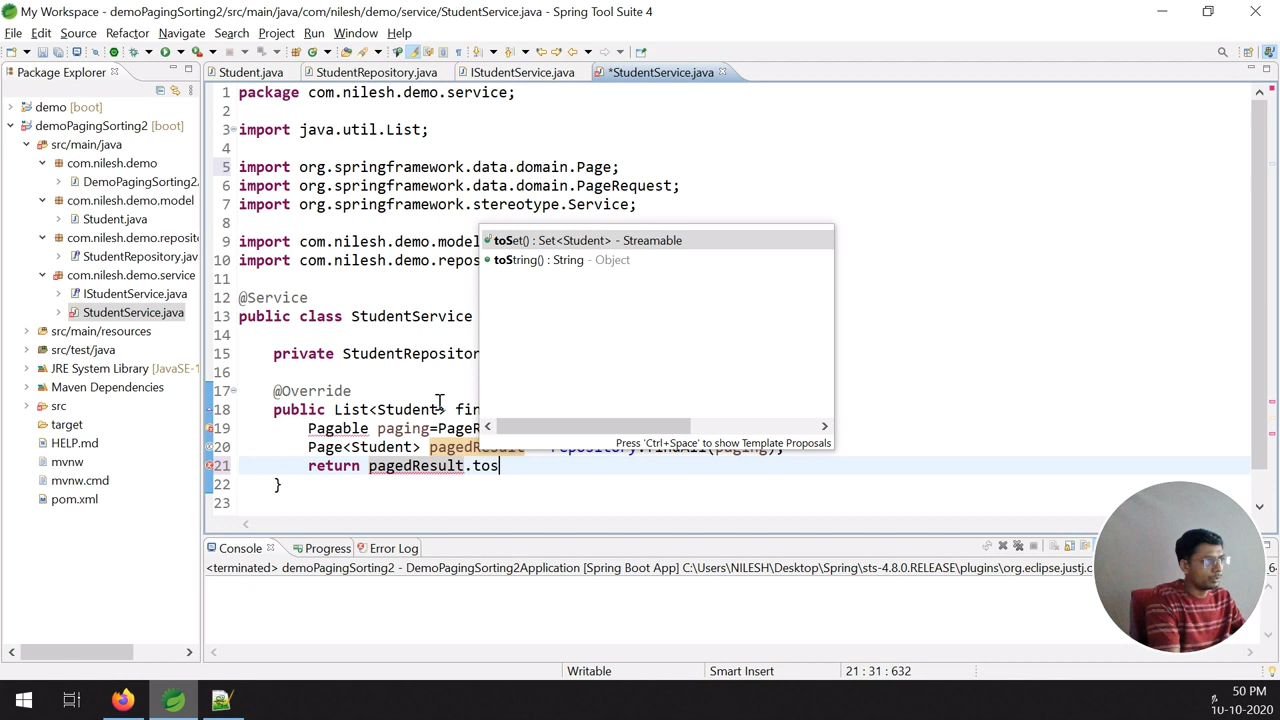 My Workspace - demoPagingSorting2/src/main/java/com/nilesh/demo/service/StudentService.java - Spring Tool Suite 4
File Edit Source Refactor Navigate Search Project Run Window Help
Package Explorer
Student.java StudentRepository.java IStudentService.java *StudentService.java
demo [boot]
demoPagingSorting2 [boot]
src/main/java
com.nilesh.demo
DemoPagingSorting2.
com.nilesh.demo.model
Student.java
com.nilesh.demo.reposito
StudentRepository.jav
com.nilesh.demo.service
IStudentService.java
StudentService.java
src/main/resources
src/test/java
JRE System Library [JavaSE-1
Maven Dependencies
src
target
HELP.md
mvnw
mvnw.cmd
pom.xml
1 package com.nilesh.demo.service;
2
3 import java.util.List;
4
5 import org.springframework.data.domain.Page;
6 import org.springframework.data.domain.PageRequest;
7 import org.springframework.stereotype.Service;
8
9 import com.nilesh.demo.model
10 import com.nilesh.demo.repos
11
12 @Service
13 public class StudentService
14
15 private StudentRepositor
16
17 @Override
18 public List<Student> fin
19 Pagable paging=PageR
20 Page<Student> pagedResult = repository.findAll(paging);
21 return pagedResult.tos
22 }
23
toSet() : Set<Student> - Streamable
toString() : String - Object
Press 'Ctrl+Space' to show Template Proposals
Console Progress Error Log
<terminated> demoPagingSorting2 - DemoPagingSorting2Application [Spring Boot App] C:\Users\NILESH\Desktop\Spring\sts-4.8.0.RELEASE\plugins\org.eclipse.justj.c
Writable Smart Insert 21 : 31 : 632
50 PM
10-10-2020